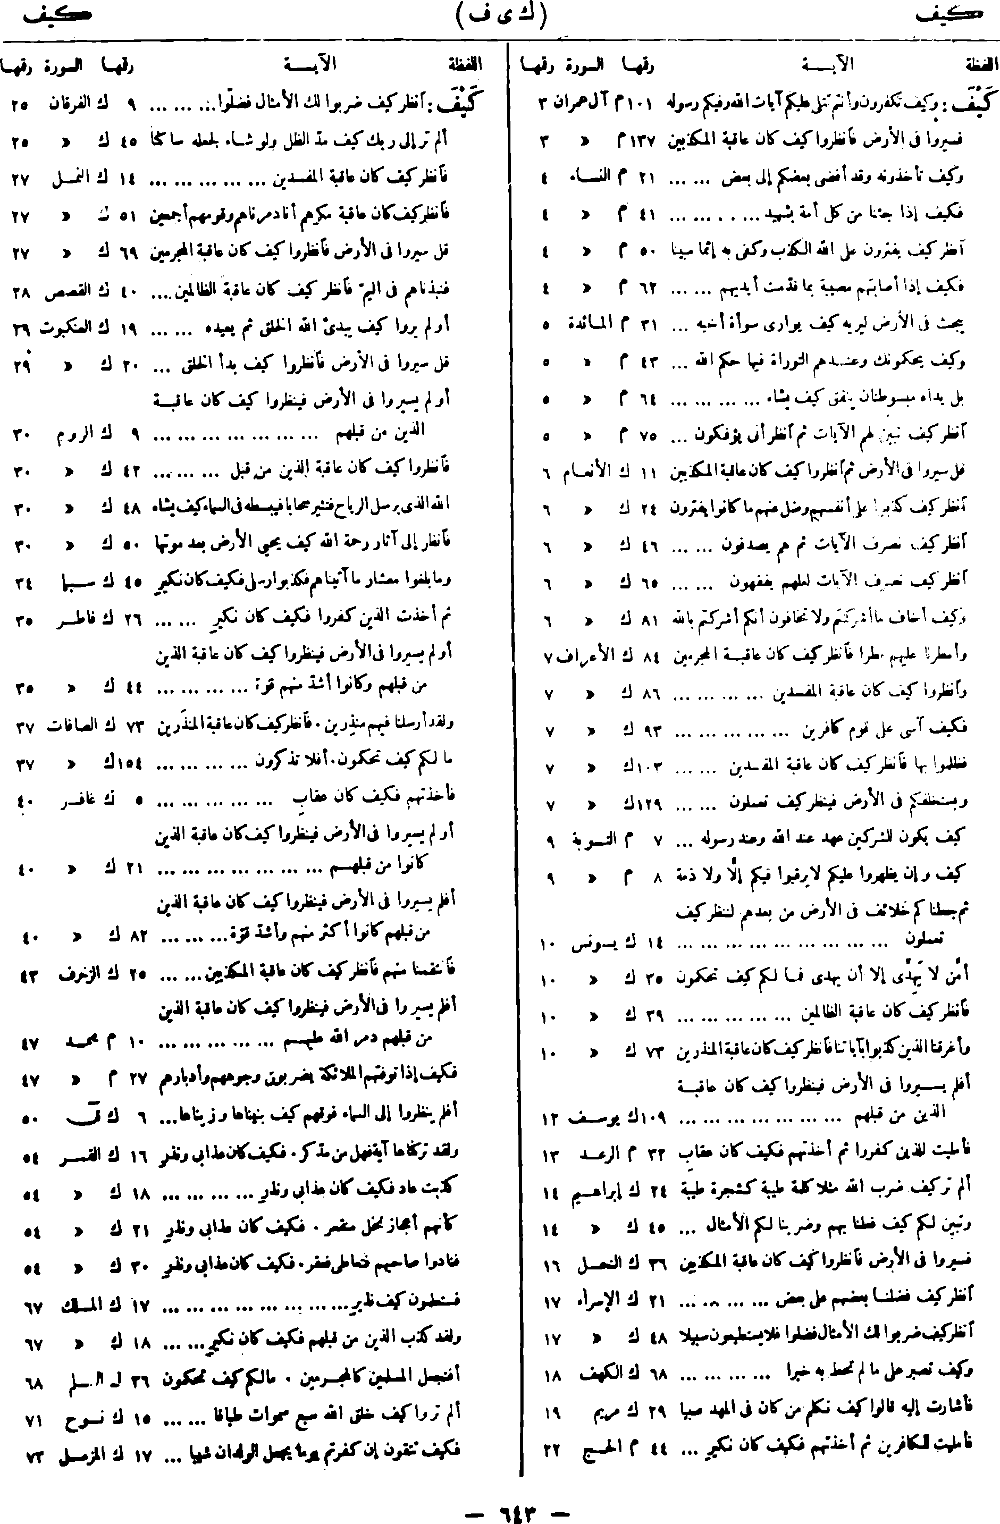 كيف (ك ى ف) كيف
اللفظة الآيــة رقها السورة رقها
كَيْفَ : وكيف تكفرون وأنتم تتلى عليكم آيات الله وفيكم رسوله ١٠١ م آل عمران ٣
فسيروا فى الأرض فأنظروا كيف كان عاقبة المكذبين ١٣٧ م » ٣
وكيف تأخذونه وقد أفضى بعضكم إلى بعض ... ... ٢١ م النساء ٤
فكيف إذا جئنا من كل أمة بشهيد ... ... ... ٤١ م » ٤
أنظر كيف يفترون على الله الكذب وكفى به إثما مبينا ٥٠ م » ٤
فكيف إذا أصابتهم مصيبة بما قدمت أيديهم ... ... ٦٢ م » ٤
يبحث فى الأرض ليريه كيف يوارى سوأة أخيه ... ٣١ م المائدة ٥
وكيف يحكمونك وعندهم التوراة فيها حكم الله ... ٤٣ م » ٥
بل يداه مبسوطتان ينفق كيف يشاء ... ... ... ٦٤ م » ٥
أنظر كيف نبين لهم الآيات ثم أنظر أنى يؤفكون ... ٧٥ م » ٥
قل سيروا فى الأرض ثم أنظروا كيف كان عاقبة المكذبين ١١ ك الأنعام ٦
أنظر كيف كذبوا على أنفسهم وضل عنهم ما كانوا يفترون ٢٤ ك » ٦
أنظر كيف نصرف الآيات ثم هم يصدفون ... ... ٤٦ ك » ٦
أنظر كيف نصرف الآيات لعلهم يفقهون ... ... ٦٥ ك » ٦
وكيف أخاف ما أشركتم ولا تخافون أنكم أشركتم بالله ٨١ ك » ٦
وأمطرنا عليهم مطرا فأنظر كيف كان عاقبة المجرمين ٨٤ ك الأعراف ٧
وأنظروا كيف كان عاقبة المفسدين ... ... ... ٨٦ ك » ٧
فكيف آسى على قوم كافرين ... ... ... ... ٩٣ ك » ٧
فظلموا بها فأنظر كيف كان عاقبة المفسدين ... ... ١٠٣ ك » ٧
ويستخلفكم فى الأرض فينظر كيف تعملون ... ... ١٢٩ ك » ٧
كيف يكون للمشركين عهد عند الله وعند رسوله ... ٧ م التوبة ٩
كيف وإن يظهروا عليكم لا يرقبوا فيكم إلًّا ولا ذمة ٨ م » ٩
ثم جعلناكم خلائف فى الأرض من بعدهم لننظر كيف
تعملون ... ... ... ... ... ... ... ١٤ ك يونس ١٠
أمَّن لا يَهِدِّى إلا أن يهدى فما لكم كيف تحكمون ٣٥ ك » ١٠
فأنظر كيف كان عاقبة الظالمين ... ... ... ... ٣٩ ك » ١٠
وأغرقنا الذين كذبوا بآياتنا فأنظر كيف كان عاقبة المنذرين ٧٣ ك » ١٠
أفلم يسيروا فى الأرض فينظروا كيف كان عاقبة
الذين من قبلهم ... ... ... ... ... ... ١٠٩ ك يوسف ١٢
فأمليت للذين كفروا ثم أخذتهم فكيف كان عقاب ٣٢ م الرعد ١٣
ألم تر كيف ضرب الله مثلا كلمة طيبة كشجرة طيبة ٢٤ ك إبراهيم ١٤
وتبين لكم كيف فعلنا بهم وضربنا لكم الأمثال ... ٤٥ ك » ١٤
فسيروا فى الأرض فأنظروا كيف كان عاقبة المكذبين ٣٦ ك النحل ١٦
أنظر كيف فضلنا بعضهم على بعض ... ... ... ٢١ ك الإسراء ١٧
أنظر كيف ضربوا لك الأمثال فضلوا فلا يستطيعون سبيلا ٤٨ ك » ١٧
وكيف تصبر على ما لم تحط به خبرا ... ... ... ٦٨ ك الكهف ١٨
فأشارت إليه قالوا كيف نكلم من كان فى المهد صبيا ٢٩ ك مريم ١٩
فأمليت للكافرين ثم أخذتهم فكيف كان نكير ... ٤٤ م الحج ٢٢
اللفظة الآيــة رقها السورة رقها
كَيْفَ : أنظر كيف ضربوا لك الأمثال فضلوا ... ... ٩ ك الفرقان ٢٥
ألم تر إلى ربك كيف مد الظل ولو شاء لجعله ساكنا ٤٥ ك » ٢٥
فأنظر كيف كان عاقبة المفسدين ... ... ... ... ١٤ ك النمل ٢٧
فأنظر كيف كان عاقبة مكرهم أنا دمرناهم وقومهم أجمعين ٥١ ك » ٢٧
قل سيروا فى الأرض فأنظروا كيف كان عاقبة المجرمين ٦٩ ك » ٢٧
فنبذناهم فى اليم فأنظر كيف كان عاقبة الظالمين ... ٤٠ ك القصص ٢٨
أولم يروا كيف يبدئ الله الخلق ثم يعيده ... ... ١٩ ك العنكبوت ٢٩
قل سيروا فى الأرض فأنظروا كيف بدأ الخلق ... ٢٠ ك » ٢٩
أولم يسيروا فى الأرض فينظروا كيف كان عاقبة
الذين من قبلهم ... ... ... ... ... ... ٩ ك الروم ٣٠
فأنظروا كيف كان عاقبة الذين من قبل ... ... ... ٤٢ ك » ٣٠
الله الذى يرسل الرياح فتثير سحابا فيبسطه فى السماء كيف يشاء ٤٨ ك » ٣٠
فأنظر إلى آثار رحمة الله كيف يحيى الأرض بعد موتها ٥٠ ك » ٣٠
وما بلغوا معشار ما آتيناهم فكذبوا رسلى فكيف كان نكير ٤٥ ك سبإ ٣٤
ثم أخذت الذين كفروا فكيف كان نكير ... ... ٢٦ ك فاطر ٣٥
أولم يسيروا فى الأرض فينظروا كيف كان عاقبة الذين
من قبلهم وكانوا أشد منهم قوة ... ... ... ... ٤٤ ك » ٣٥
ولقد أرسلنا فيهم منذرين . فأنظر كيف كان عاقبة المنذَرين ٧٣ ك الصافات ٣٧
ما لكم كيف تحكمون . أفلا تذكرون ... ... ... ١٥٤ ك » ٣٧
فأخذتهم فكيف كان عقاب ... ... ... ... ٥ ك غافر ٤٠
أولم يسيروا فى الأرض فينظروا كيف كان عاقبة الذين
كانوا من قبلهم ... ... ... ... ... ... ٢١ ك » ٤٠
أفلم يسيروا فى الأرض فينظروا كيف كان عاقبة الذين
من قبلهم كانوا أكثر منهم وأشد قوة ... ... ... ٨٢ ك » ٤٠
فأنتقمنا منهم فأنظر كيف كان عاقبة المكذبين ... ... ٢٥ ك الزخرف ٤٣
أفلم يسيروا فى الأرض فينظروا كيف كان عاقبة الذين
من قبلهم دمر الله عليهم ... ... ... ... ... ١٠ م محمد ٤٧
فكيف إذا توفتهم الملائكة يضربون وجوههم وأدبارهم ٢٧ م » ٤٧
أفلم ينظروا إلى السماء فوقهم كيف بنيناها وزيناها ... ٦ ك قٓ ٥٠
ولقد تركناها آية فهل من مدكر . فكيف كان عذابى ونذر ١٦ ك القمر ٥٤
كذبت عاد فكيف كان عذابى ونذر ... ... ... ... ١٨ ك » ٥٤
كأنهم أعجاز نخل منقعر . فكيف كان عذابى ونذر ٢١ ك » ٥٤
فنادوا صاحبهم فتعاطى فعقر . فكيف كان عذابى ونذر ٣٠ ك » ٥٤
فستعلمون كيف نذير ... ... ... ... ... ... ١٧ ك الملك ٦٧
ولقد كذب الذين من قبلهم فكيف كان نكير ... ... ١٨ ك » ٦٧
أفنجعل المسلمين كالمجرمين . مالكم كيف تحكمون ٣٦ ك القلم ٦٨
ألم تروا كيف خلق الله سبع سموات طباقا ... ... ١٥ ك نوح ٧١
فكيف تتقون إن كفرتم يوما يجعل الولدان شيبا ... ١٧ ك المزمل ٧٣
— ٦٤٣ —